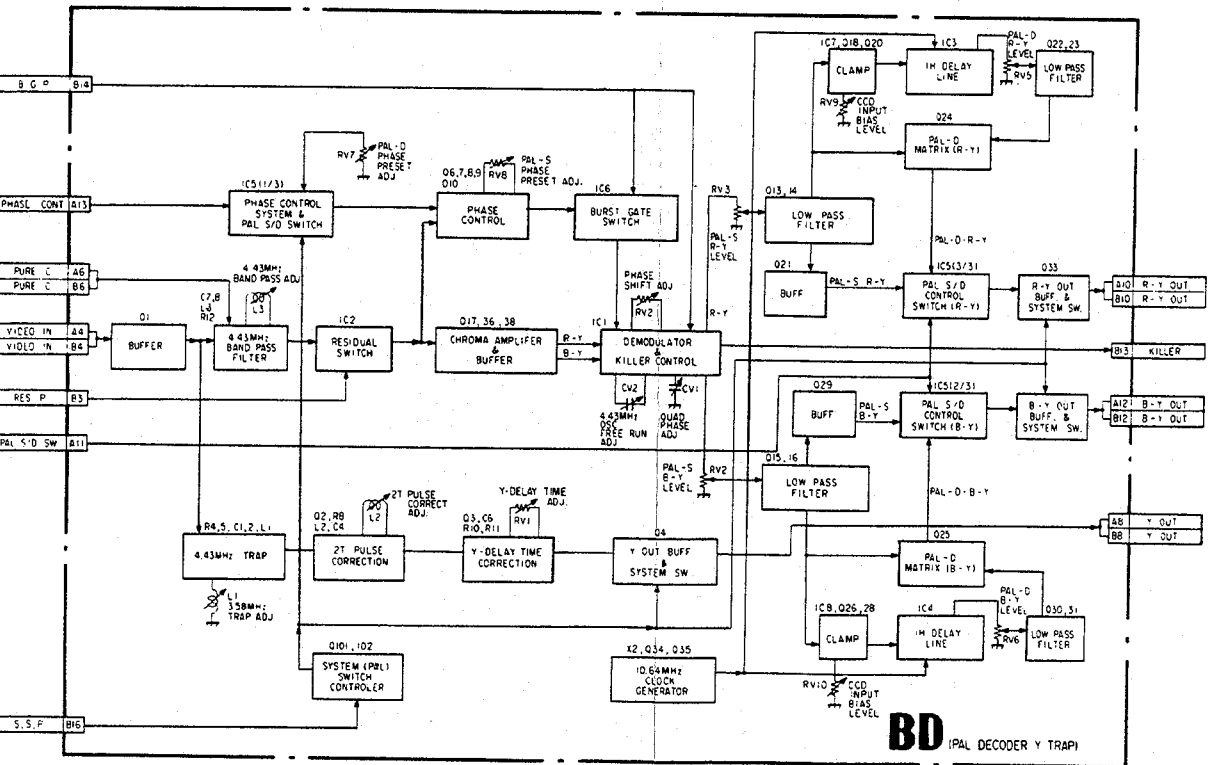 B G P B14
PHASE CONT A13
PURE C A6
PURE C B6
VIDEO IN A4
VIDEO IN B4
RES P B3
PAL S/D SW A11
S.S.P B16
Q1
BUFFER
RV7
PAL-D
PHASE
PRESET
ADJ
IC5(1/3)
PHASE CONTROL
SYSTEM &
PAL S/D SWITCH
4.43MHz
BAND PASS ADJ
C7,8
L3
R12
L3
4.43MHz
BAND PASS
FILTER
IC2
RESIDUAL
SWITCH
Q6,7,8,9
Q10
RV8
PAL-S
PHASE
PRESET ADJ.
PHASE
CONTROL
IC6
BURST GATE
SWITCH
Q17, 36, 38
CHROMA AMPLIFER
&
BUFFER
R-Y
B-Y
PHASE
SHIFT ADJ
RV2
IC1
DEMODULATOR
&
KILLER CONTROL
CV2
4.43MHz
OSC
FREE RUN
ADJ
CV1
QUAD
PHASE
ADJ
R-Y
B-Y
RV3
PAL-S
R-Y
LEVEL
PAL-S
B-Y
LEVEL
RV2
IC7, Q18, Q20
CLAMP
RV9
CCD
INPUT
BIAS
LEVEL
IC3
1H DELAY
LINE
PAL-D
R-Y
LEVEL
RV5
Q22, 23
LOW PASS
FILTER
Q24
PAL-D
MATRIX (R-Y)
Q13, 14
LOW PASS
FILTER
PAL-D-R-Y
Q21
BUFF
PAL-S R-Y
IC5(3/3)
PAL S/D
CONTROL
SWITCH (R-Y)
Q33
R-Y OUT
BUFF. &
SYSTEM SW.
A10 R-Y OUT
B10 R-Y OUT
B13 KILLER
Q29
BUFF
PAL-S
B-Y
IC5(2/3)
PAL S/D
CONTROL
SWITCH (B-Y)
B-Y OUT
BUFF. &
SYSTEM SW.
A12 B-Y OUT
B12 B-Y OUT
Q15, 16
LOW PASS
FILTER
PAL-D-B-Y
A8 Y OUT
B8 Y OUT
R4,5, C1,2, L1
4.43MHz TRAP
L1
3.58MHz
TRAP ADJ
Q2, R8
L2, C4
L2
2T PULSE
CORRECT
ADJ.
2T PULSE
CORRECTION
Q3, C6
R10, R11
Y-DELAY TIME
ADJ.
RV1
Y-DELAY TIME
CORRECTION
Q4
Y OUT BUFF
&
SYSTEM SW.
Q25
PAL-D
MATRIX (B-Y)
IC8, Q26, 28
CLAMP
RV10
CCD
INPUT
BIAS
LEVEL
IC4
1H DELAY
LINE
PAL-D
B-Y
LEVEL
RV6
Q30, 31
LOW PASS
FILTER
Q101, 102
SYSTEM (PAL)
SWITCH
CONTROLER
X2, Q34, Q35
10.64MHz
CLOCK
GENERATOR
BD (PAL DECODER Y TRAP)